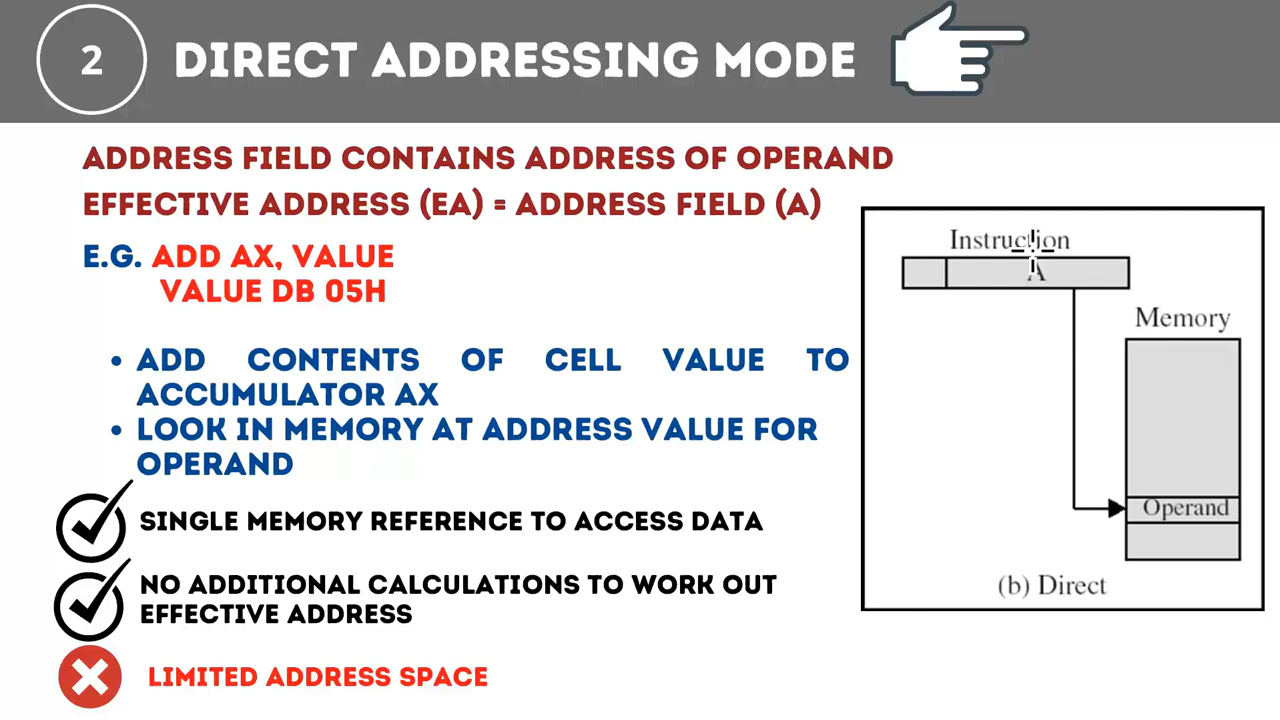 2
DIRECT ADDRESSING MODE
ADDRESS FIELD CONTAINS ADDRESS OF OPERAND
EFFECTIVE ADDRESS (EA) = ADDRESS FIELD (A)
E.G. ADD AX, VALUE
VALUE DB 05H
• ADD CONTENTS OF CELL VALUE TO
ACCUMULATOR AX
• LOOK IN MEMORY AT ADDRESS VALUE FOR
OPERAND
SINGLE MEMORY REFERENCE TO ACCESS DATA
NO ADDITIONAL CALCULATIONS TO WORK OUT
EFFECTIVE ADDRESS
LIMITED ADDRESS SPACE
Instruction
A
Memory
Operand
(b) Direct